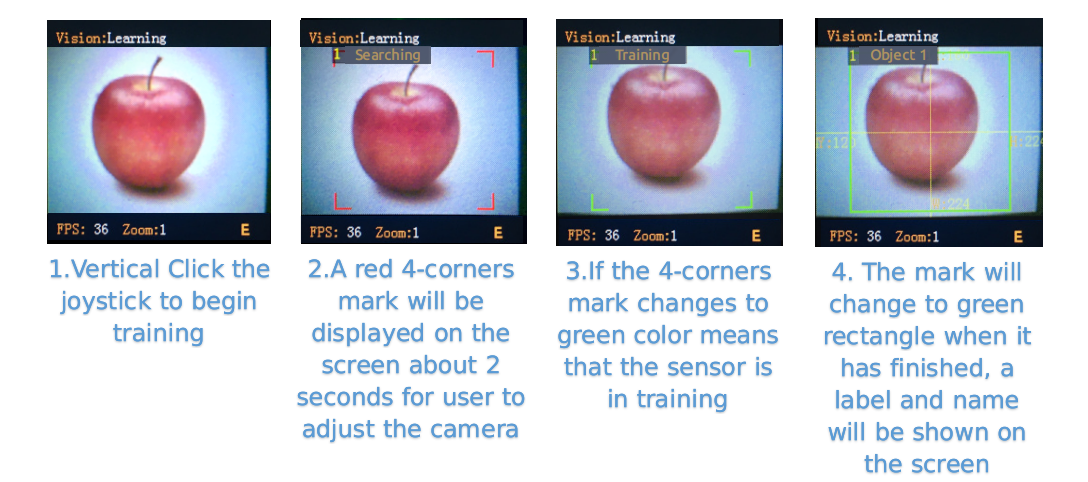 Vision:Learning
FPS: 36 Zoom:1 E
1.Vertical Click the
joystick to begin
training
Vision:Learning
1 Searching
FPS: 36 Zoom:1 E
2.A red 4-corners
mark will be
displayed on the
screen about 2
seconds for user to
adjust the camera
Vision:Learning
1 Training
FPS: 36 Zoom:1 E
3.If the 4-corners
mark changes to
green color means
that the sensor is
in training
Vision:Learning
1 Object 1
:224
FPS: 36 Zoom:1 E
4. The mark will
change to green
rectangle when it
has finished, a
label and name
will be shown on
the screen